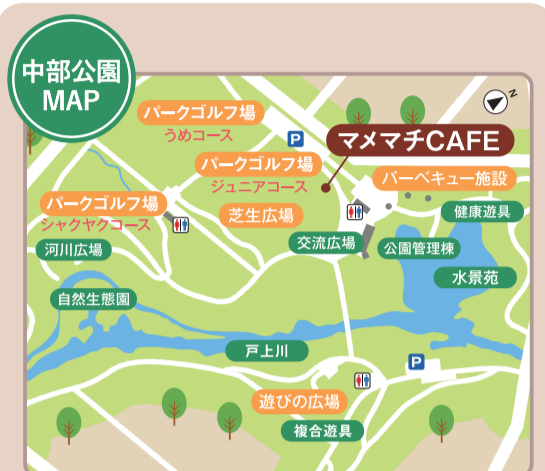 中部公園
MAP
N
パークゴルフ場
うめコース
P
マメマチCAFE
パークゴルフ場
ジュニアコース
バーベキュー施設
パークゴルフ場
シャクヤクコース
芝生広場
健康遊具
河川広場
交流広場
公園管理棟
水景苑
自然生態園
戸上川
P
遊びの広場
複合遊具